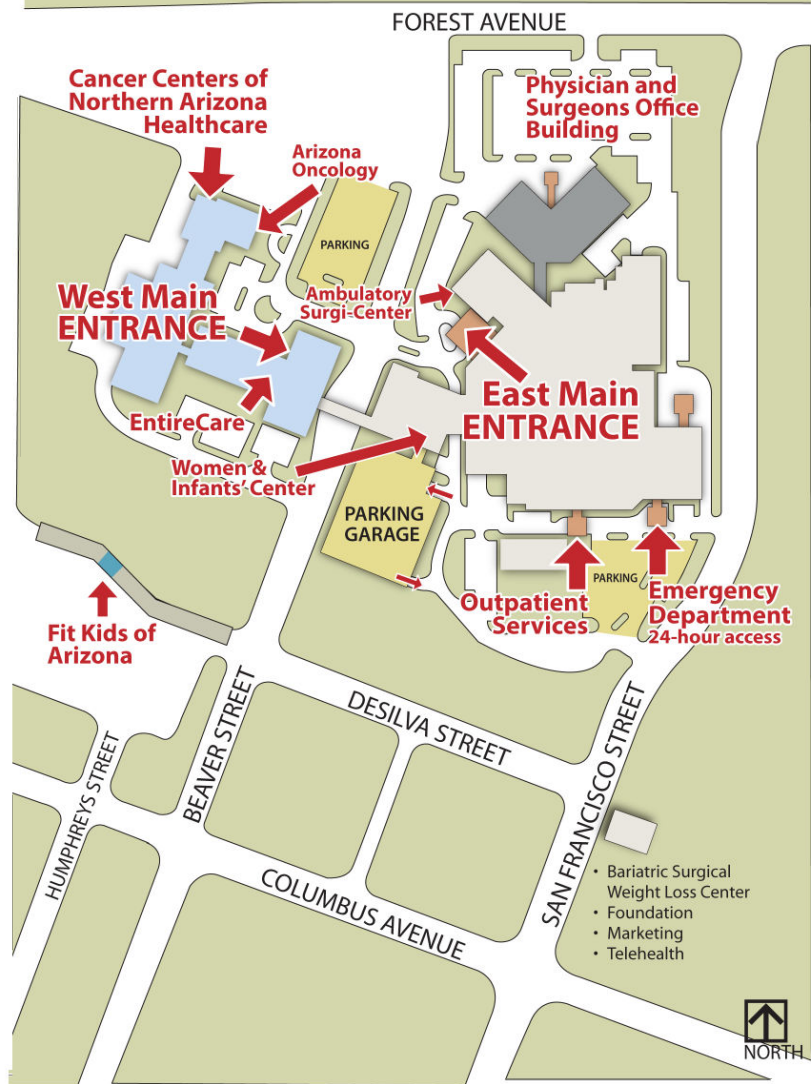 FOREST AVENUE
Cancer Centers of
Northern Arizona
Healthcare
Physician and
Surgeons Office
Building
Arizona
Oncology
PARKING
Ambulatory
Surgi-Center
West Main
ENTRANCE
East Main
ENTRANCE
EntireCare
Women &
Infants' Center
PARKING
GARAGE
PARKING
Outpatient
Services
Emergency
Department
24-hour access
Fit Kids of
Arizona
DESILVA STREET
BEAVER STREET
HUMPHREYS STREET
SAN FRANCISCO STREET
COLUMBUS AVENUE
• Bariatric Surgical
Weight Loss Center
• Foundation
• Marketing
• Telehealth
NORTH